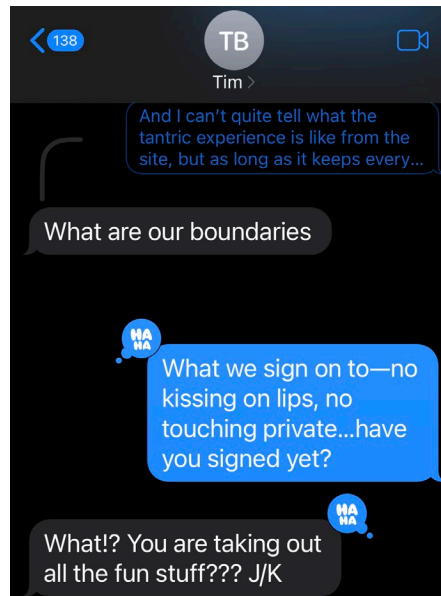 138
TB
Tim
And I can't quite tell what the
tantric experience is like from the
site, but as long as it keeps every...
What are our boundaries
HA
HA
What we sign on to—no
kissing on lips, no
touching private...have
you signed yet?
HA
HA
What!? You are taking out
all the fun stuff??? J/K